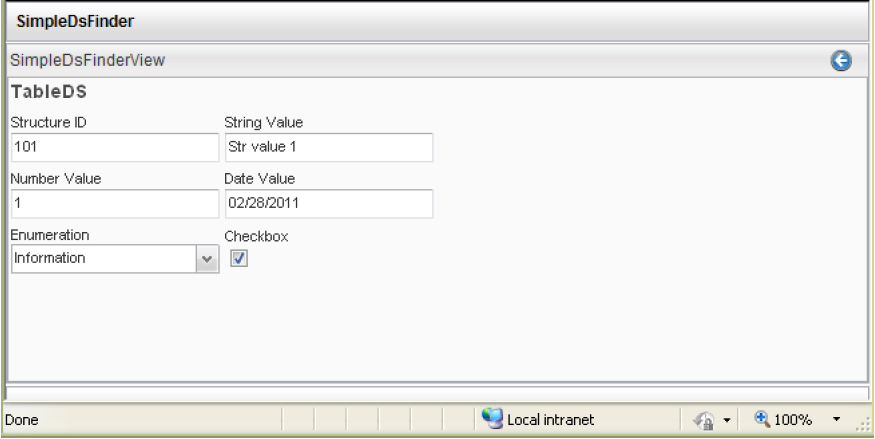 SimpleDsFinder
SimpleDsFinderView
TableDS
Structure ID String Value
101 Str value 1
Number Value Date Value
1 02/28/2011
Enumeration Checkbox
Information
Done Local intranet 100%